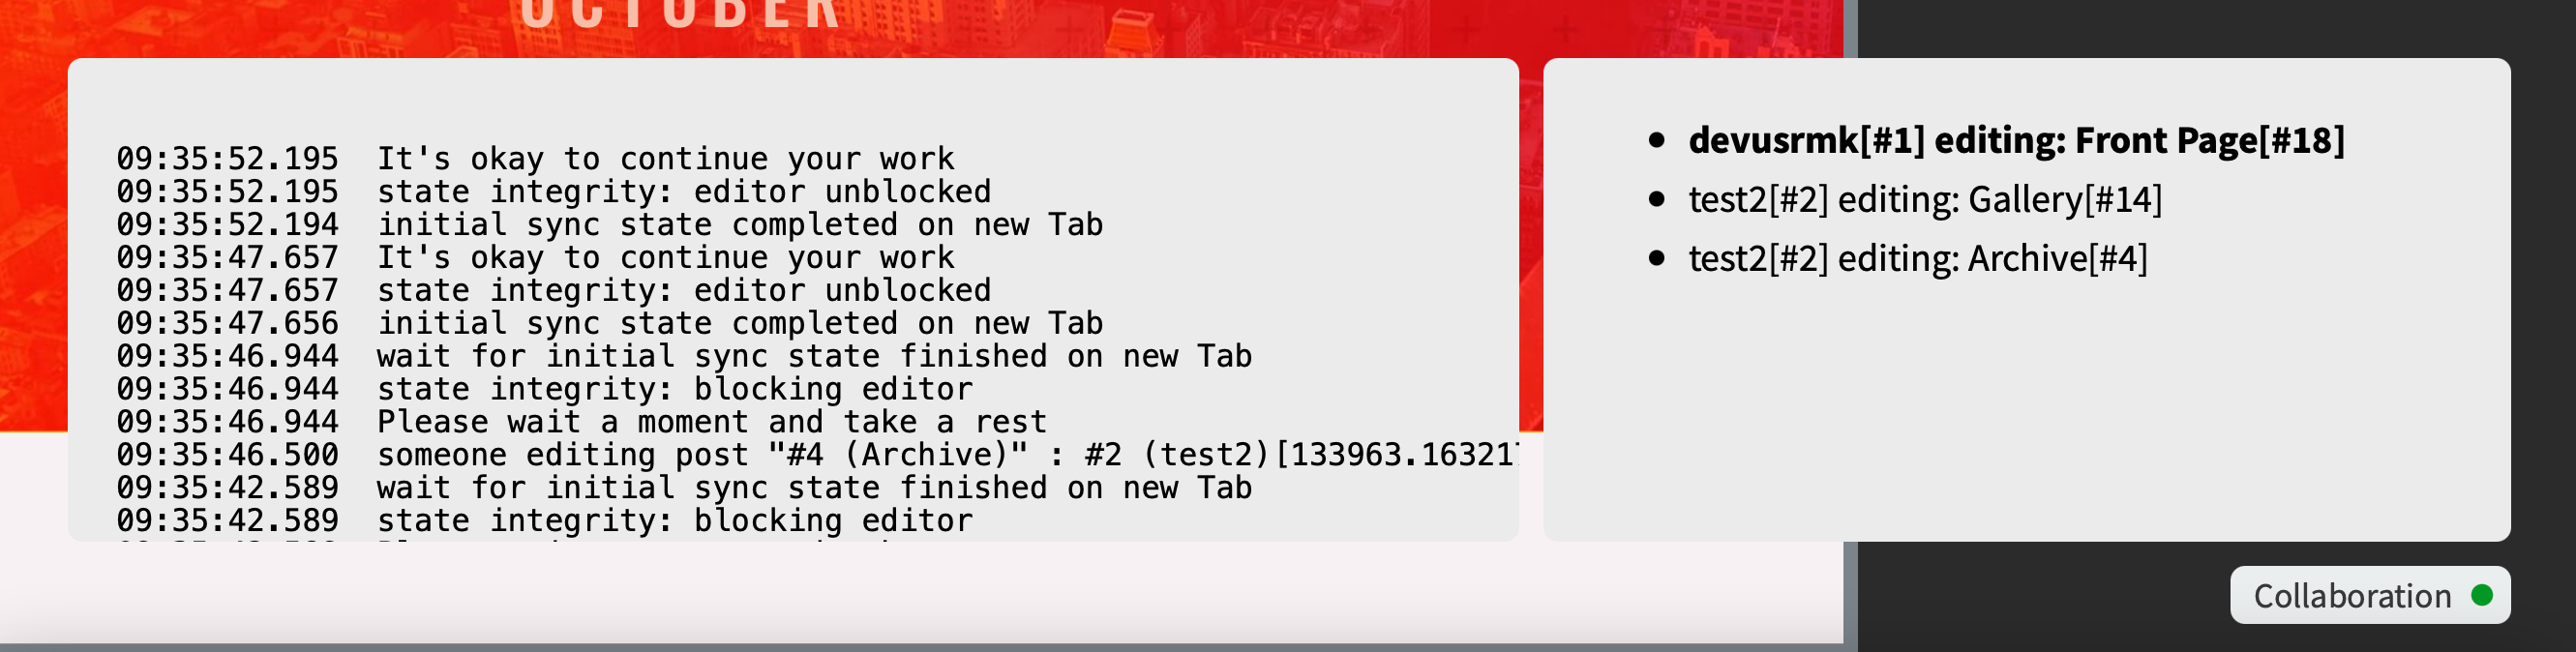 OCTOBER
09:35:52.195  It's okay to continue your work
09:35:52.195  state integrity: editor unblocked
09:35:52.194  initial sync state completed on new Tab
09:35:47.657  It's okay to continue your work
09:35:47.657  state integrity: editor unblocked
09:35:47.656  initial sync state completed on new Tab
09:35:46.944  wait for initial sync state finished on new Tab
09:35:46.944  state integrity: blocking editor
09:35:46.944  Please wait a moment and take a rest
09:35:46.500  someone editing post "#4 (Archive)" : #2 (test2)[133963.16321
09:35:42.589  wait for initial sync state finished on new Tab
09:35:42.589  state integrity: blocking editor
• devusrmk[#1] editing: Front Page[#18]
• test2[#2] editing: Gallery[#14]
• test2[#2] editing: Archive[#4]
Collaboration